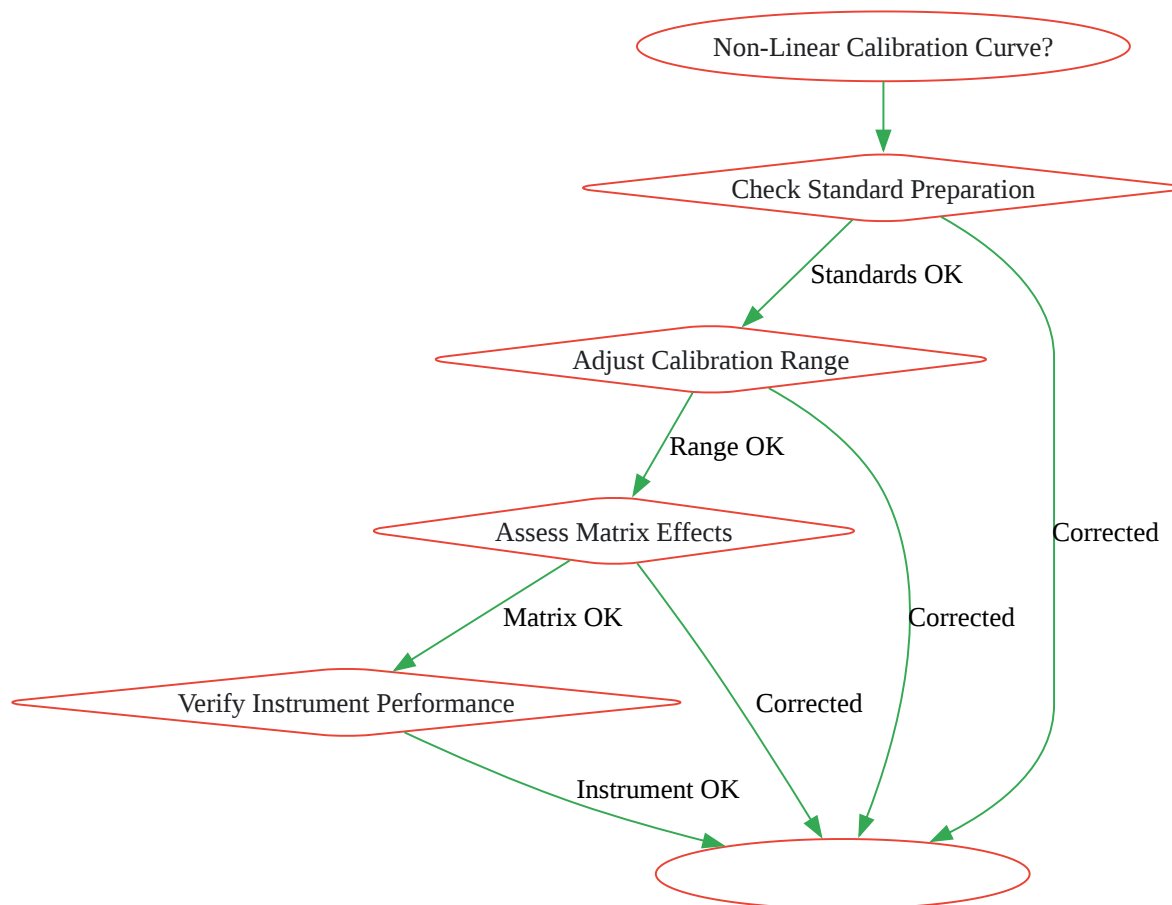 Non-Linear Calibration Curve?
Check Standard Preparation
Standards OK
Adjust Calibration Range
Range OK
Assess Matrix Effects
Corrected
Matrix OK
Corrected
Verify Instrument Performance
Corrected
Instrument OK